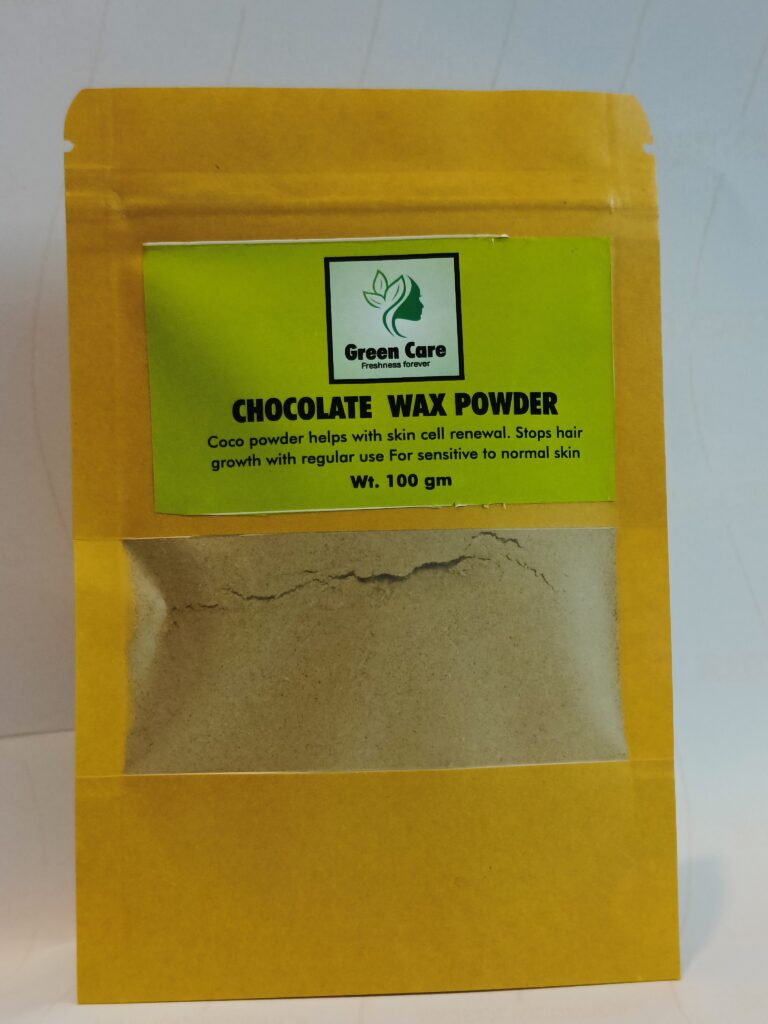 Green Care
Freshness forever
CHOCOLATE WAX POWDER
Coco powder helps with skin cell renewal. Stops hair
growth with regular use For sensitive to normal skin
Wt. 100 gm